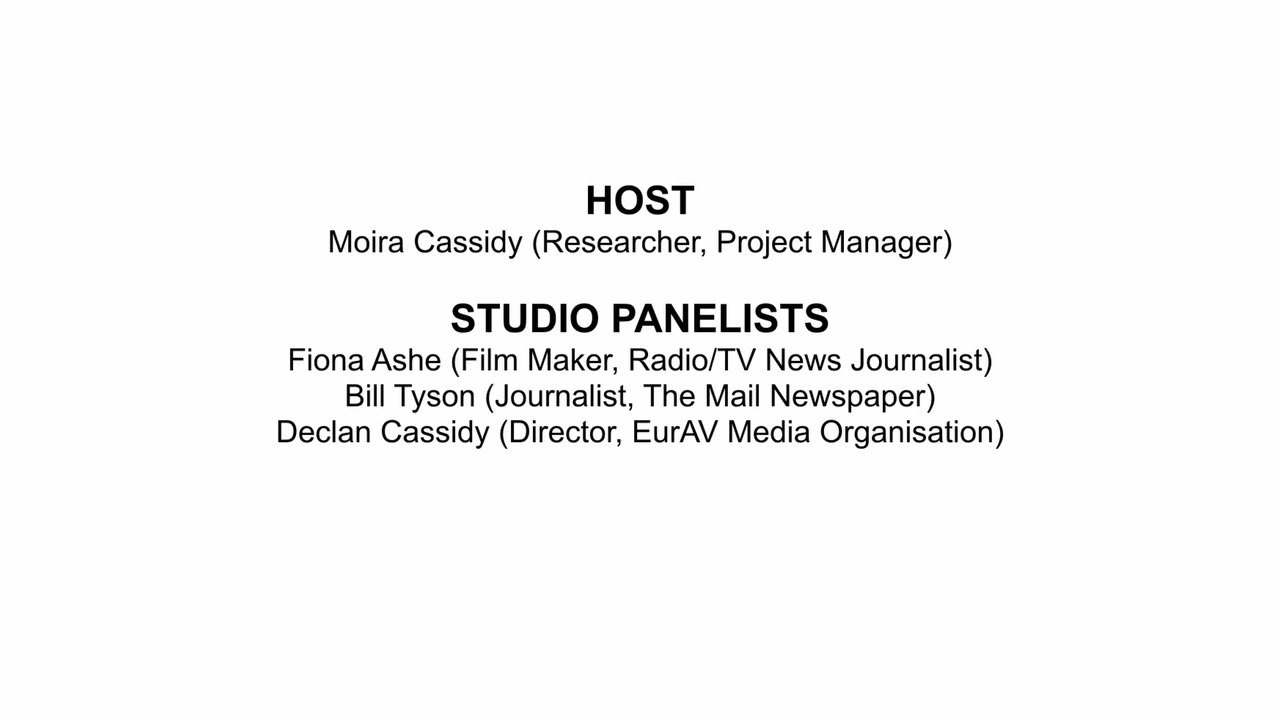 HOST
Moira Cassidy (Researcher, Project Manager)
STUDIO PANELISTS
Fiona Ashe (Film Maker, Radio/TV News Journalist)
Bill Tyson (Journalist, The Mail Newspaper)
Declan Cassidy (Director, EurAV Media Organisation)